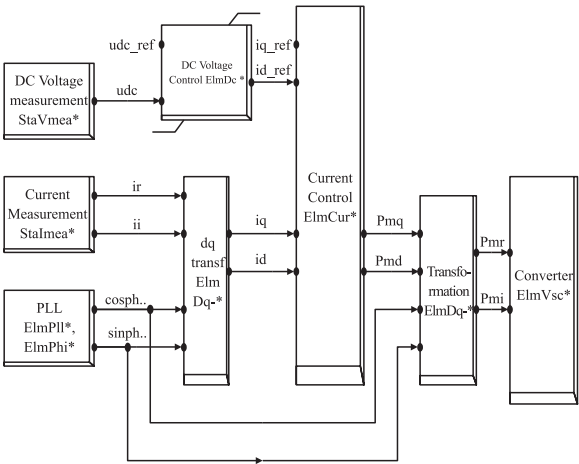 udc_ref
DC Voltage
Control ElmDc *
iq_ref
id_ref
DC Voltage
measurement
StaVmea*
udc
Current
Measurement
StaImea*
ir
ii
dq
transf
Elm
Dq-*
iq
id
Current
Control
ElmCur*
Pmq
Pmd
Transfo-
rmation
ElmDq-*
Pmr
Pmi
Converter
ElmVsc*
PLL
ElmPll*,
ElmPhi*
cosph..
sinph..